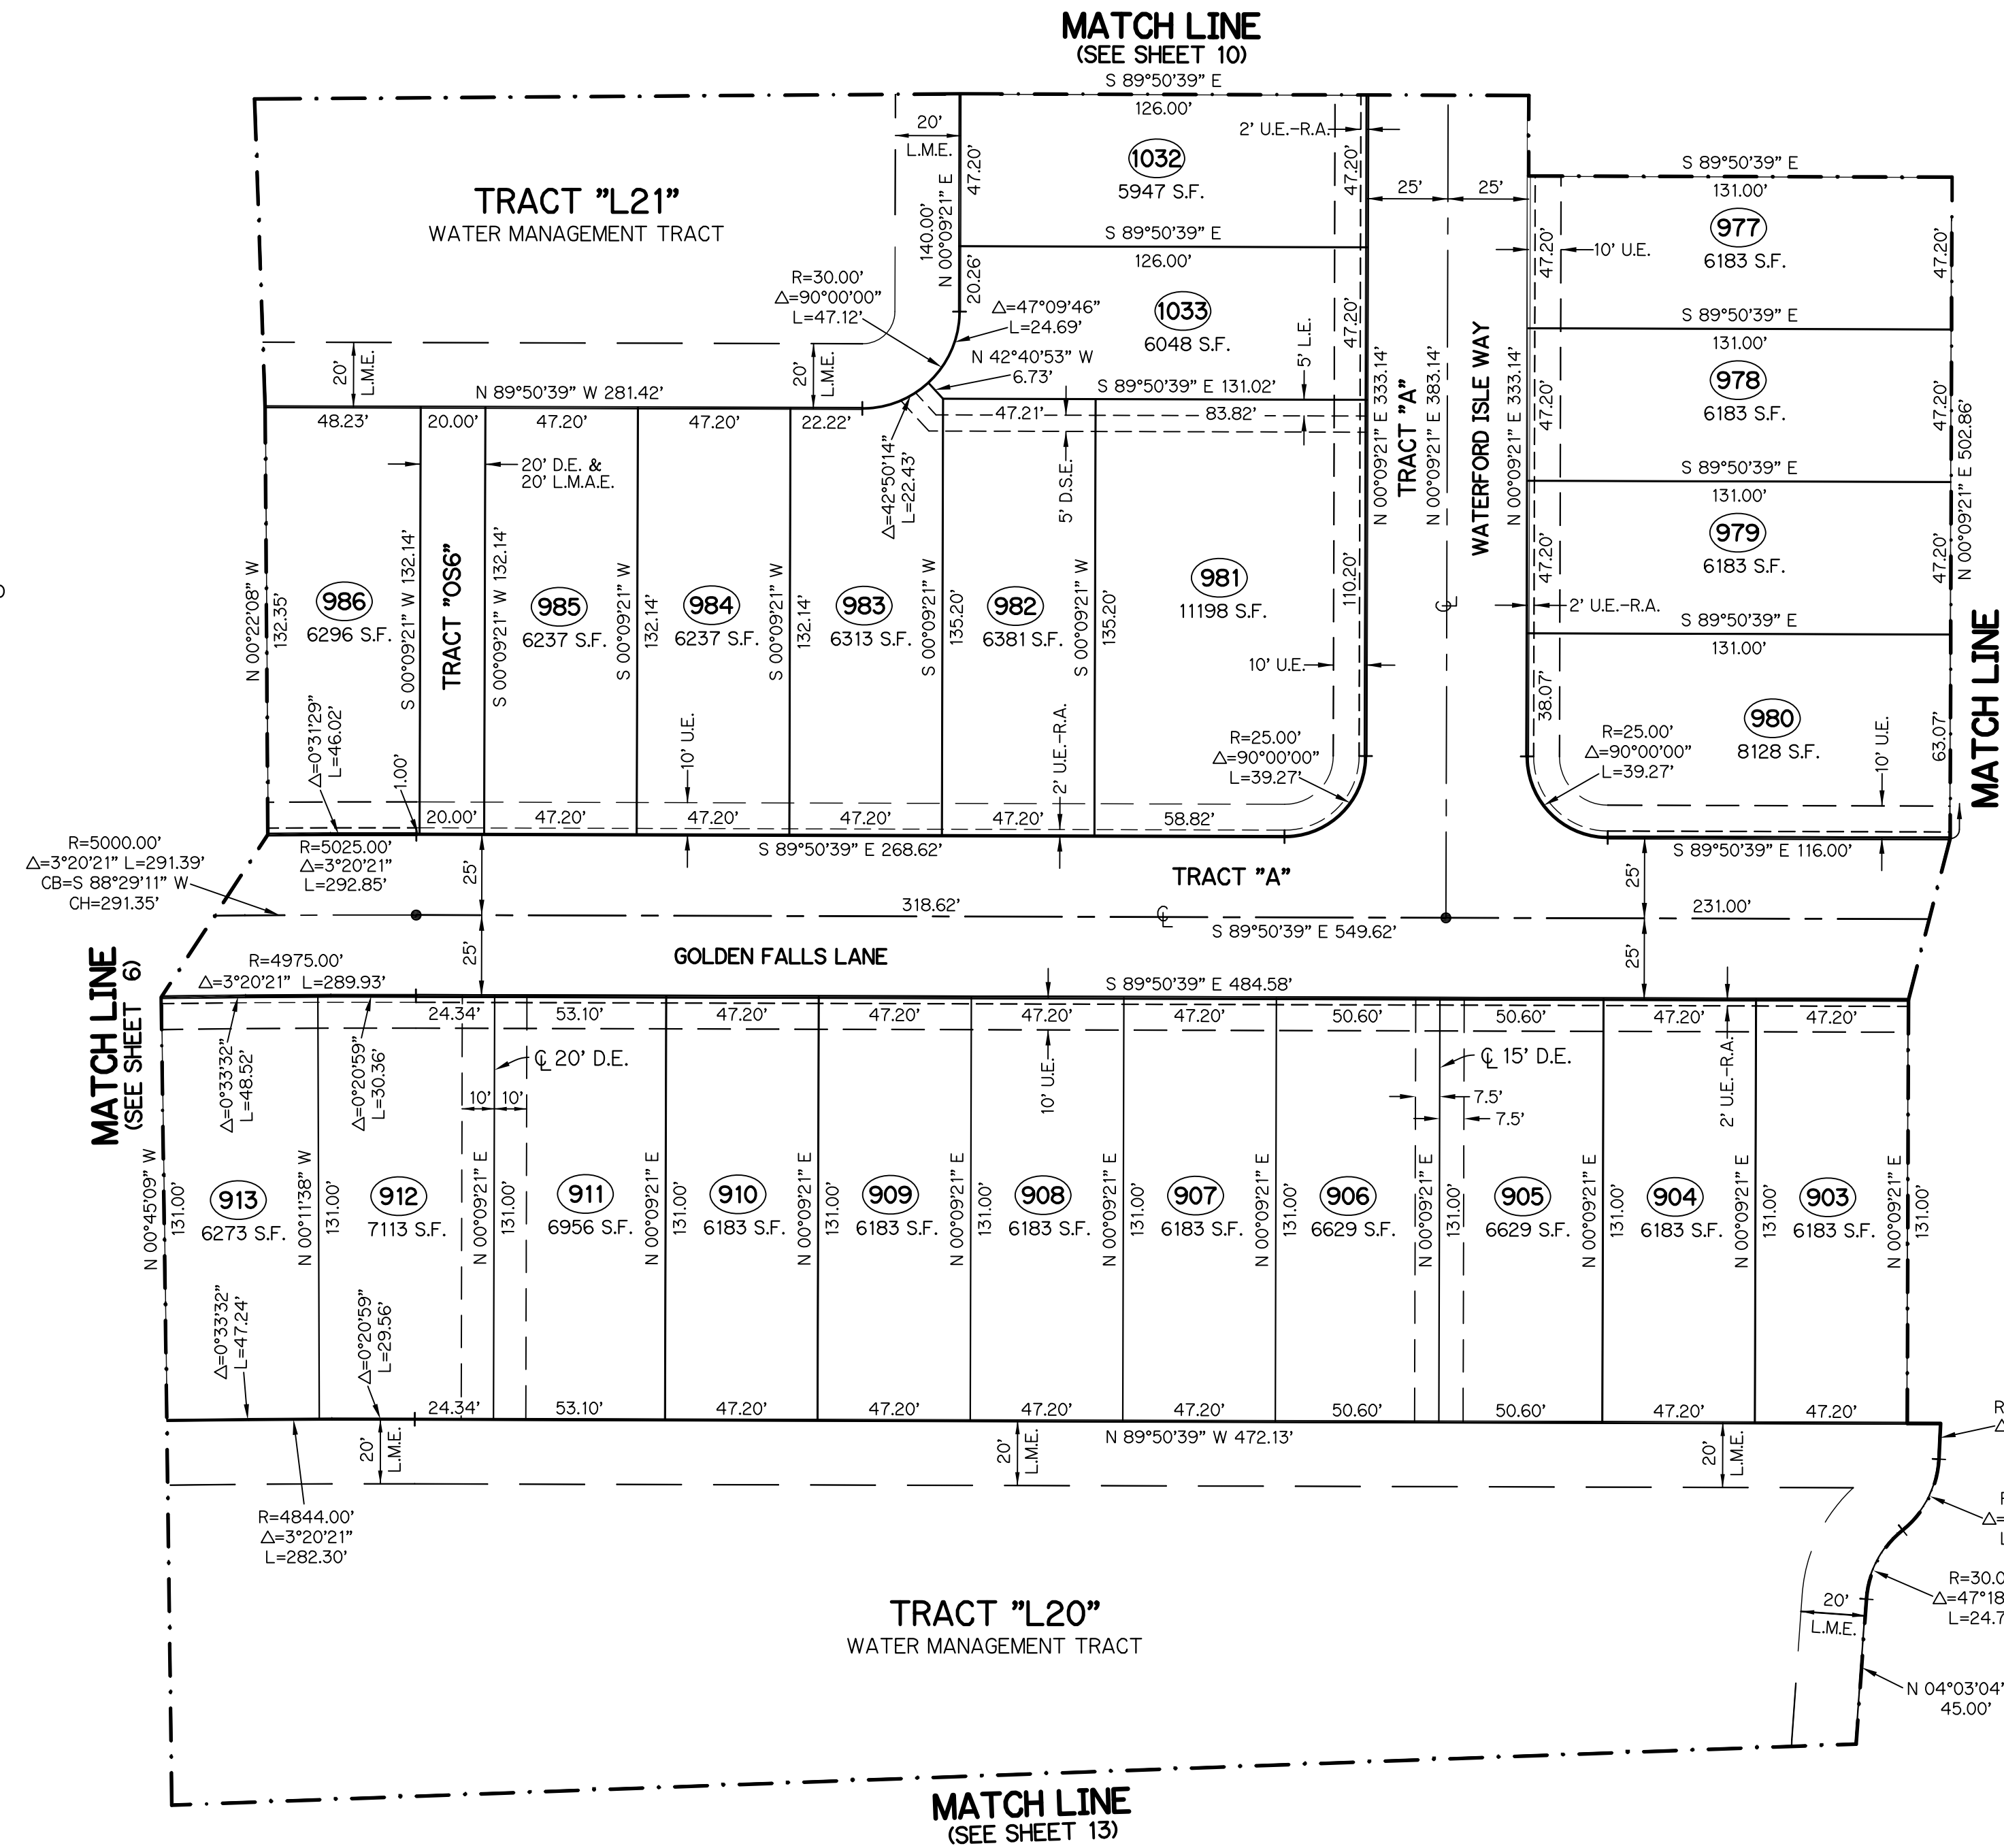 MATCH LINE
(SEE SHEET 10)
S 89°50'39" E
126.00'
2' U.E.-R.A.
20'
L.M.E.
47.20'
1032
5947 S.F.
47.20'
140.00'
N 00°09'21" E
TRACT "L21"
WATER MANAGEMENT TRACT
25'
25'
S 89°50'39" E
131.00'
977
6183 S.F.
47.20'
47.20'
10' U.E.
S 89°50'39" E
126.00'
20.26'
1033
6048 S.F.
47.20'
R=30.00'
△=90°00'00"
L=47.12'
△=47°09'46"
L=24.69'
N 42°40'53" W
6.73'
5' L.E.
S 89°50'39" E 131.02'
47.21'
83.82'
5' D.S.E.
△=42°50'14"
L=22.43'
20'
L.M.E.
20'
L.M.E.
N 89°50'39" W 281.42'
48.23'
20.00'
47.20'
47.20'
22.22'
20' D.E. &
20' L.M.A.E.
N 00°09'21" E 333.14'
TRACT "A"
N 00°09'21" E 383.14'
WATERFORD ISLE WAY
N 00°09'21" E 333.14'
S 89°50'39" E
131.00'
978
6183 S.F.
47.20'
47.20'
S 89°50'39" E
131.00'
979
6183 S.F.
47.20'
47.20'
N 00°09'21" E 502.86'
2' U.E.-R.A.
S 89°50'39" E
131.00'
38.07'
980
8128 S.F.
63.07'
10' U.E.
R=25.00'
△=90°00'00"
L=39.27'
MATCH LINE
N 00°22'08" W
132.35'
986
6296 S.F.
S 00°09'21" W 132.14'
TRACT "OS6"
S 00°09'21" W 132.14'
985
6237 S.F.
S 00°09'21" W
132.14'
984
6237 S.F.
S 00°09'21" W
132.14'
983
6313 S.F.
S 00°09'21" W
135.20'
982
6381 S.F.
S 00°09'21" W
135.20'
981
11198 S.F.
110.20'
10' U.E.
℄
△=0°31'29"
L=46.02'
1.00'
10' U.E.
2' U.E.-R.A.
R=25.00'
△=90°00'00"
L=39.27'
20.00'
47.20'
47.20'
47.20'
47.20'
58.82'
S 89°50'39" E 268.62'
S 89°50'39" E 116.00'
R=5000.00'
△=3°20'21" L=291.39'
CB=S 88°29'11" W
CH=291.35'
R=5025.00'
△=3°20'21"
L=292.85'
25'
TRACT "A"
25'
318.62'
℄
231.00'
S 89°50'39" E 549.62'
25'
GOLDEN FALLS LANE
25'
MATCH LINE
(SEE SHEET 6)
R=4975.00'
△=3°20'21" L=289.93'
S 89°50'39" E 484.58'
24.34'
53.10'
47.20'
47.20'
47.20'
47.20'
50.60'
50.60'
47.20'
47.20'
△=0°33'32"
L=48.52'
△=0°20'59"
L=30.36'
℄ 20' D.E.
10'
10'
10' U.E.
℄ 15' D.E.
7.5'
7.5'
2' U.E.-R.A.
N 00°45'09" W
131.00'
913
6273 S.F.
N 00°11'38" W
131.00'
912
7113 S.F.
N 00°09'21" E
131.00'
911
6956 S.F.
N 00°09'21" E
131.00'
910
6183 S.F.
N 00°09'21" E
131.00'
909
6183 S.F.
N 00°09'21" E
131.00'
908
6183 S.F.
N 00°09'21" E
131.00'
907
6183 S.F.
N 00°09'21" E
131.00'
906
6629 S.F.
N 00°09'21" E
131.00'
905
6629 S.F.
N 00°09'21" E
131.00'
904
6183 S.F.
N 00°09'21" E
131.00'
903
6183 S.F.
N 00°09'21" E
131.00'
△=0°33'32"
L=47.24'
△=0°20'59"
L=29.56'
24.34'
53.10'
47.20'
47.20'
47.20'
47.20'
50.60'
50.60'
47.20'
47.20'
N 89°50'39" W 472.13'
20'
L.M.E.
20'
L.M.E.
20'
L.M.E.
R=4844.00'
△=3°20'21"
L=282.30'
R=30.0
△=47°18
L=24.7
20'
L.M.E.
N 04°03'04"
45.00'
TRACT "L20"
WATER MANAGEMENT TRACT
MATCH LINE
(SEE SHEET 13)